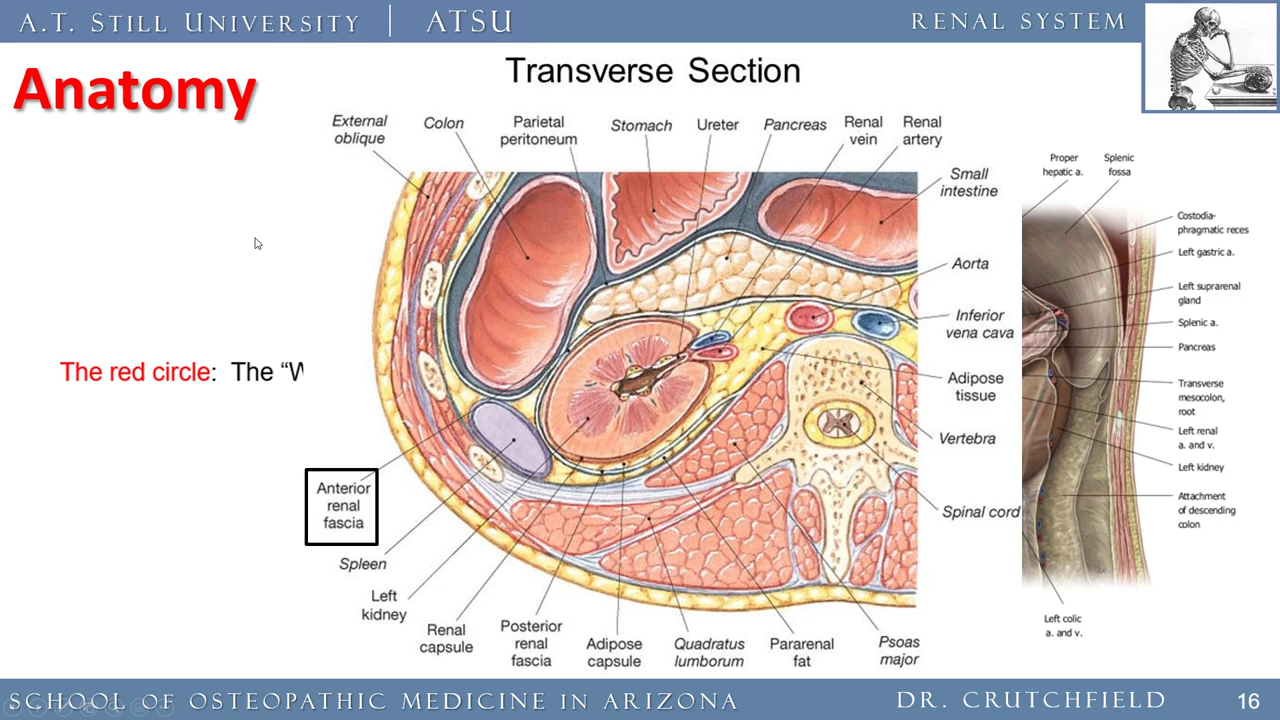 A.T. STILL UNIVERSITY | ATSU
RENAL SYSTEM
Anatomy
Transverse Section
External
oblique
Colon
Parietal
peritoneum
Stomach
Ureter
Pancreas
Renal
vein
Renal
artery
Small
intestine
Aorta
Inferior
vena cava
Adipose
tissue
Vertebra
Spinal cord
The red circle: The “W
Anterior
renal
fascia
Spleen
Left
kidney
Renal
capsule
Posterior
renal
fascia
Adipose
capsule
Quadratus
lumborum
Pararenal
fat
Psoas
major
Proper
hepatic a.
Splenic
fossa
Costodia-
phragmatic reces
Left gastric a.
Left suprarenal
gland
Splenic a.
Pancreas
Transverse
mesocolon,
root
Left renal
a. and v.
Left kidney
Attachment
of descending
colon
Left colic
a. and v.
SCHOOL OF OSTEOPATHIC MEDICINE IN ARIZONA
DR. CRUTCHFIELD
16